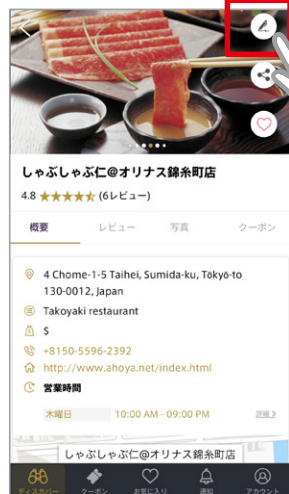 しゃぶしゃぶ仁@オリナス錦糸町店
4.8 ★★★★★ (6レビュー)
概要 レビュー 写真 クーポン
4 Chome-1-5 Taihei, Sumida-ku, Tōkyō-to
130-0012, Japan
Takoyaki restaurant
$
+8150-5596-2392
http://www.ahoya.net/index.html
営業時間
木曜日 10:00 AM - 09:00 PM 詳細 >
しゃぶしゃぶ仁@オリナス錦糸町店
ディスカバー クーポン お気に入り 通知 アカウント